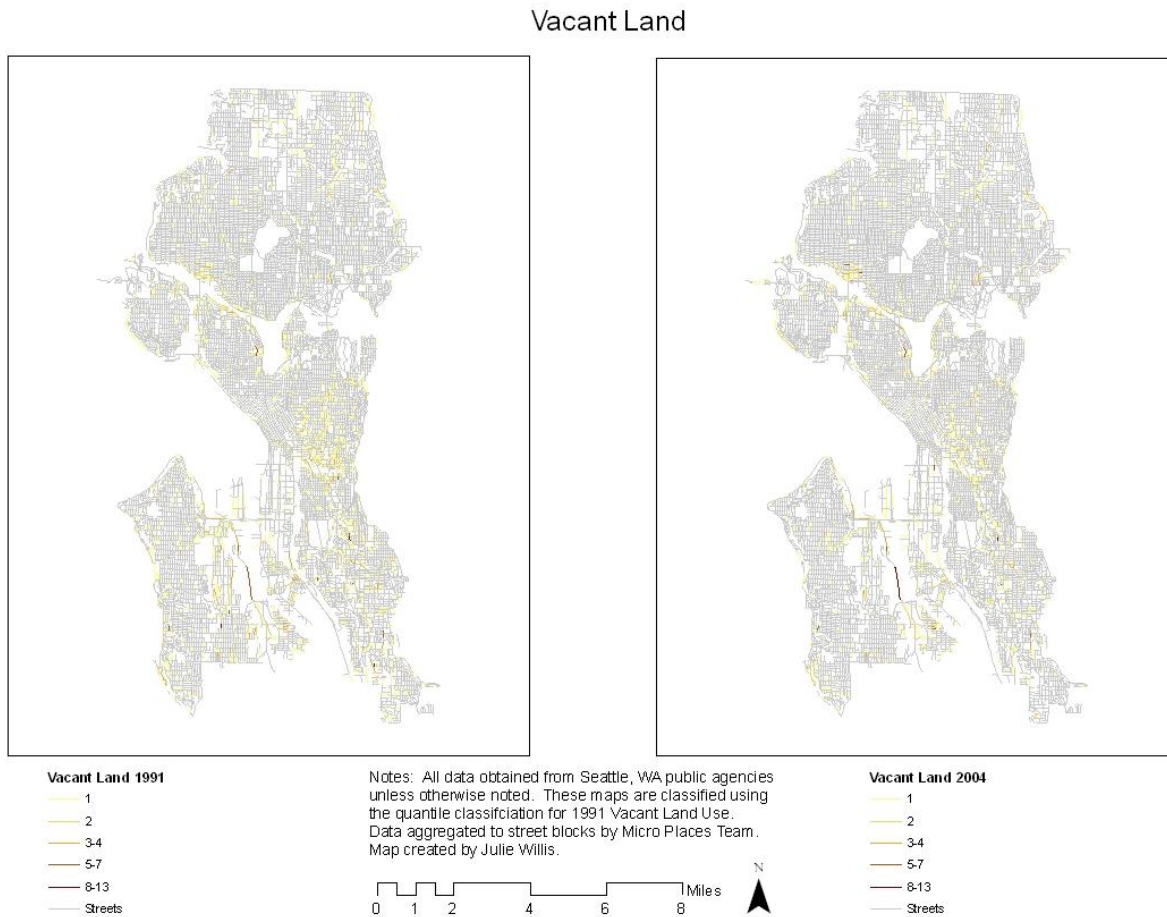 Vacant Land
Vacant Land 1991
1
2
3-4
5-7
8-13
Streets
Notes: All data obtained from Seattle, WA public agencies
unless otherwise noted. These maps are classified using
the quantile classifciation for 1991 Vacant Land Use.
Data aggregated to street blocks by Micro Places Team.
Map created by Julie Willis.
N
Miles
0 1 2 4 6 8
Vacant Land 2004
1
2
3-4
5-7
8-13
Streets